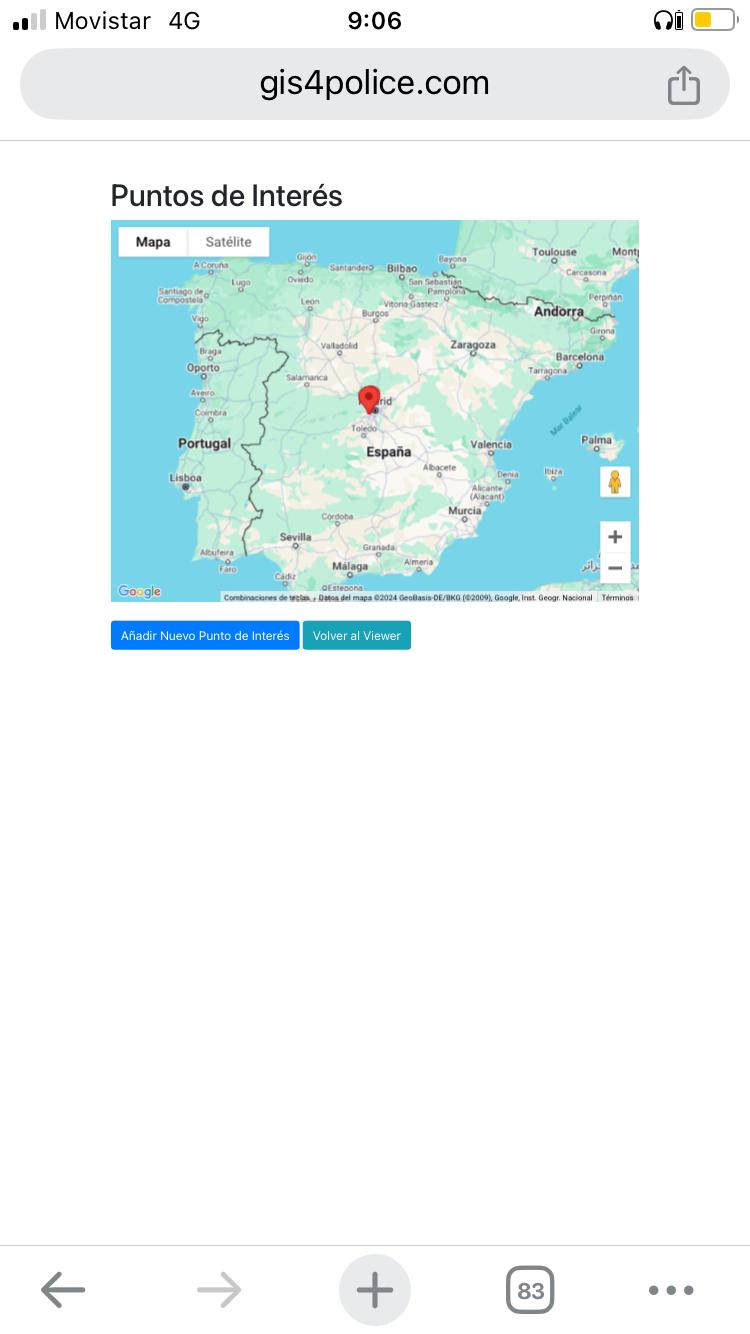 Movistar 4G
9:06
gis4police.com
Puntos de Interés
Mapa
Satélite
Toulouse
Gijón
A Coruña
Santander
Bilbao
Bayona
Carcasona
Lugo
Oviedo
San Sebastián
Pamplona
Santiago de
Compostela
León
Vitoria-Gasteiz
Perpiñán
Burgos
Andorra
Vigo
Girona
Braga
Valladolid
Zaragoza
Oporto
Barcelona
Salamanca
Tarragona
Aveiro
Coimbra
Mar Balear
Toledo
Portugal
España
Valencia
Palma
Albacete
Lisboa
Denia
Ibiza
Alicante
(Alacant)
Murcia
Córdoba
Sevilla
Albufeira
Granada
Faro
Málaga
Almería
Cádiz
Estepona
Google
Combinaciones de teclas
Datos del mapa ©2024 GeoBasis-DE/BKG (©2009), Google, Inst. Geogr. Nacional
Términos
Añadir Nuevo Punto de Interés
Volver al Viewer
83